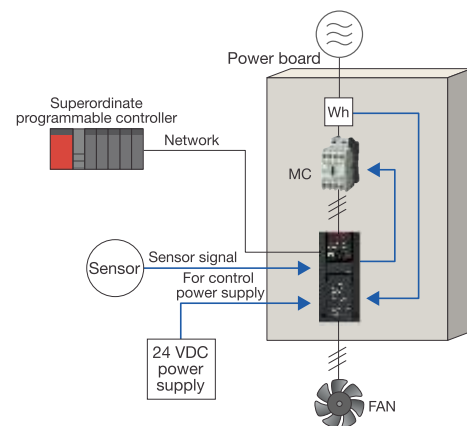 Power board
Wh
Superordinate
programmable controller
Network
MC
Sensor
Sensor signal
For control
power supply
24 VDC
power
supply
FAN